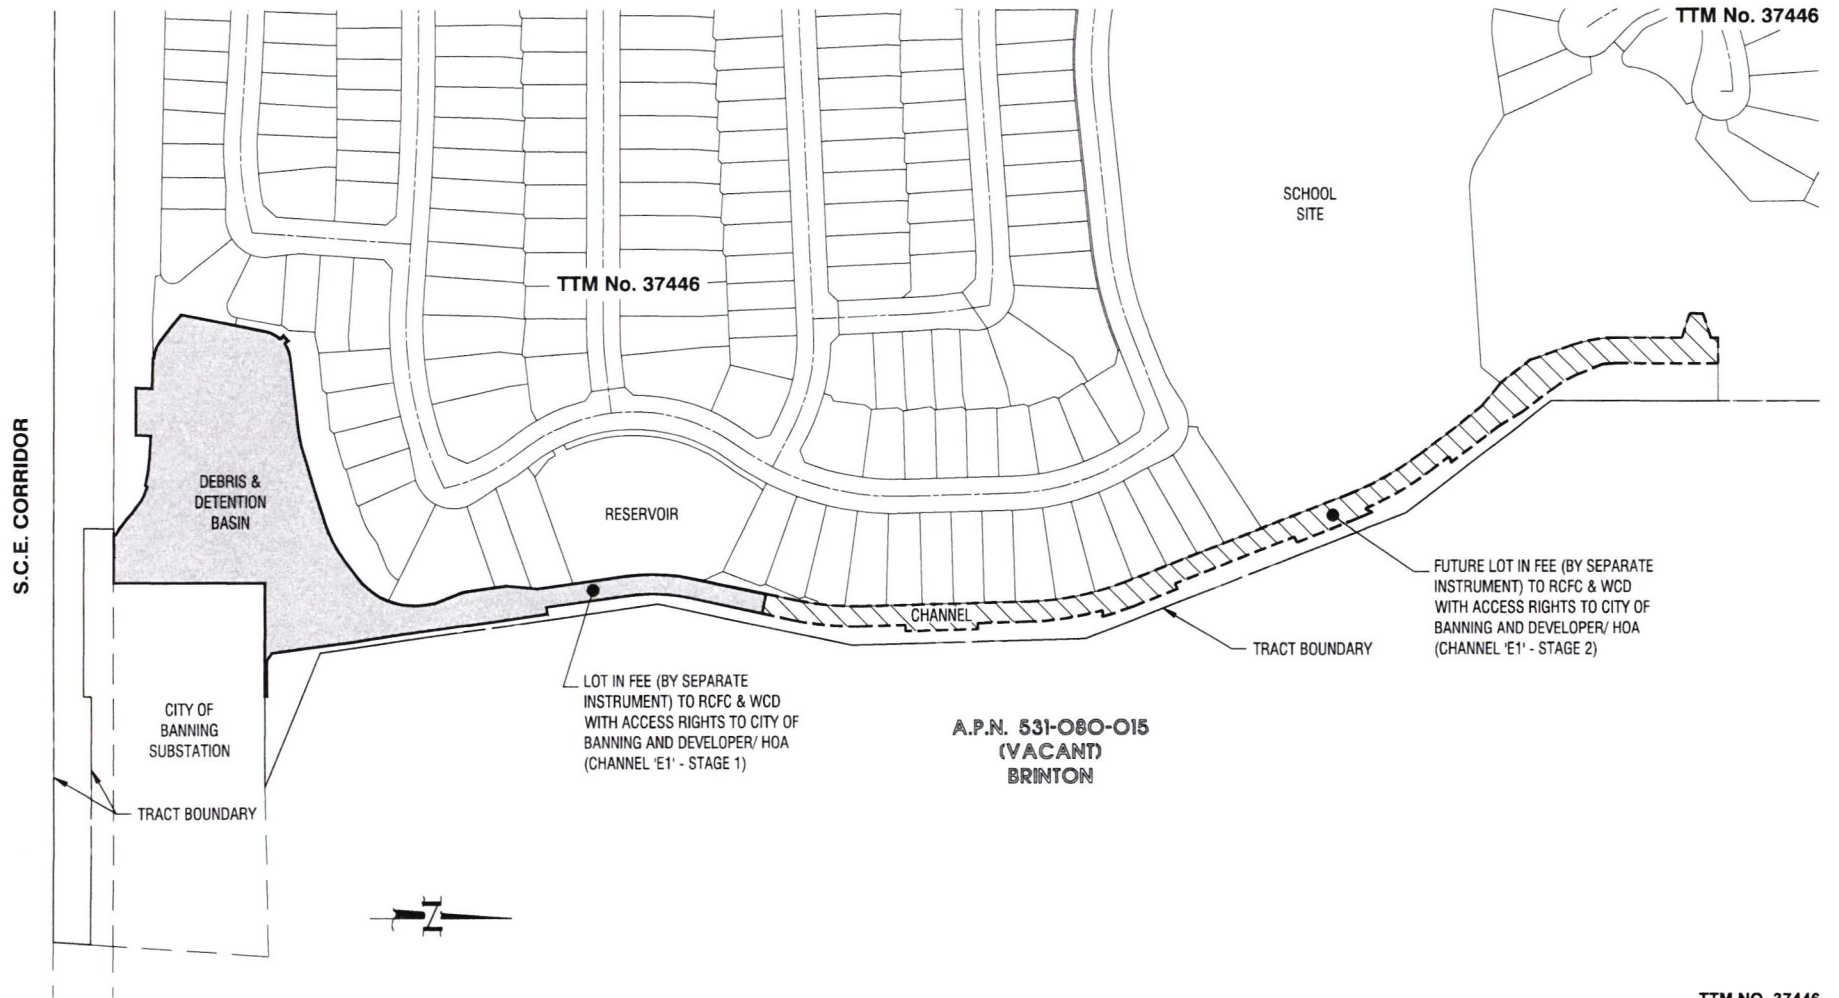 TTM No. 37446
SCHOOL
SITE
TTM No. 37446
S.C.E. CORRIDOR
DEBRIS &
DETENTION
BASIN
RESERVOIR
CHANNEL
FUTURE LOT IN FEE (BY SEPARATE
INSTRUMENT) TO RCFC & WCD
WITH ACCESS RIGHTS TO CITY OF
BANNING AND DEVELOPER/ HOA
(CHANNEL 'E1' - STAGE 2)
TRACT BOUNDARY
LOT IN FEE (BY SEPARATE
INSTRUMENT) TO RCFC & WCD
WITH ACCESS RIGHTS TO CITY OF
BANNING AND DEVELOPER/ HOA
(CHANNEL 'E1' - STAGE 1)
CITY OF
BANNING
SUBSTATION
A.P.N. 531-080-015
(VACANT)
BRINTON
TRACT BOUNDARY
N
TTM NO. 37446